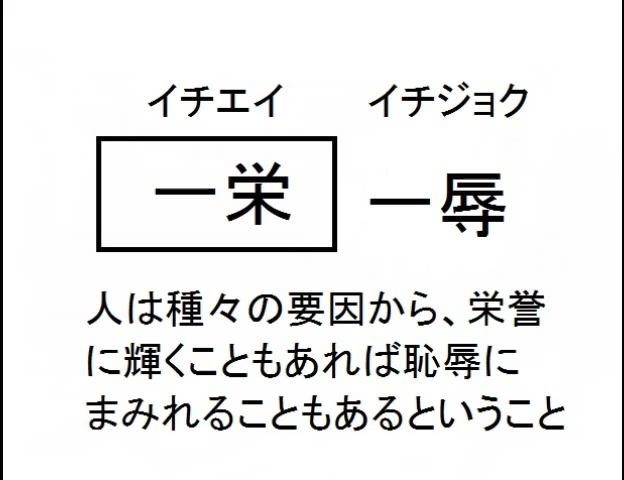 イチエイ イチジョク
一栄 一辱
人は種々の要因から、栄誉
に輝くこともあれば恥辱に
まみれることもあるということ